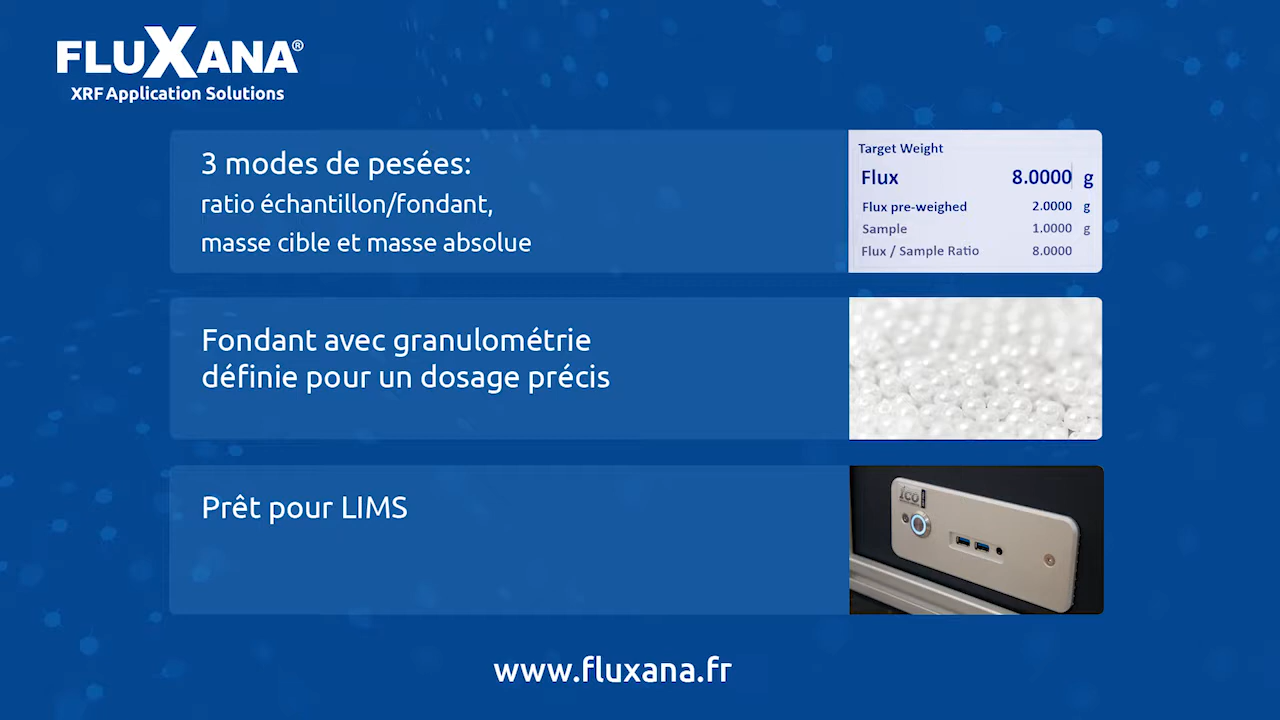 FLUXANA®
XRF Application Solutions
3 modes de pesées:
ratio échantillon/fondant,
masse cible et masse absolue
Target Weight
Flux 8.0000 g
Flux pre-weighed 2.0000 g
Sample 1.0000 g
Flux / Sample Ratio 8.0000
Fondant avec granulométrie
définie pour un dosage précis
Prêt pour LIMS
ico
www.fluxana.fr